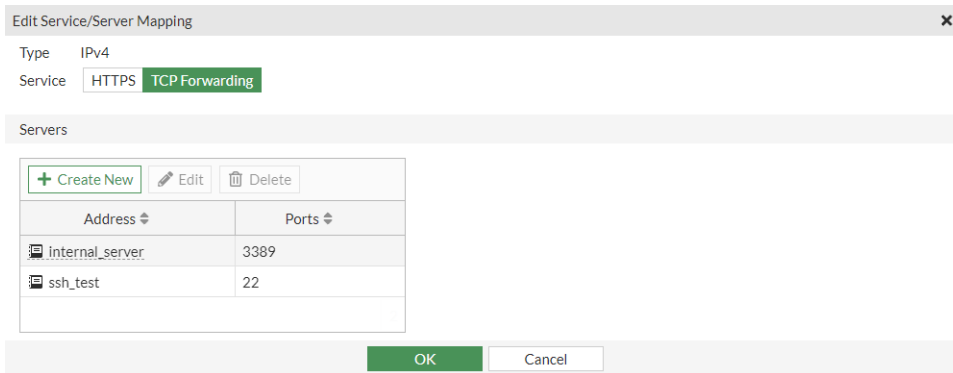 Edit Service/Server Mapping
Type IPv4
Service HTTPS TCP Forwarding
Servers
Create New Edit Delete
Address Ports
internal_server 3389
ssh_test 22
OK Cancel